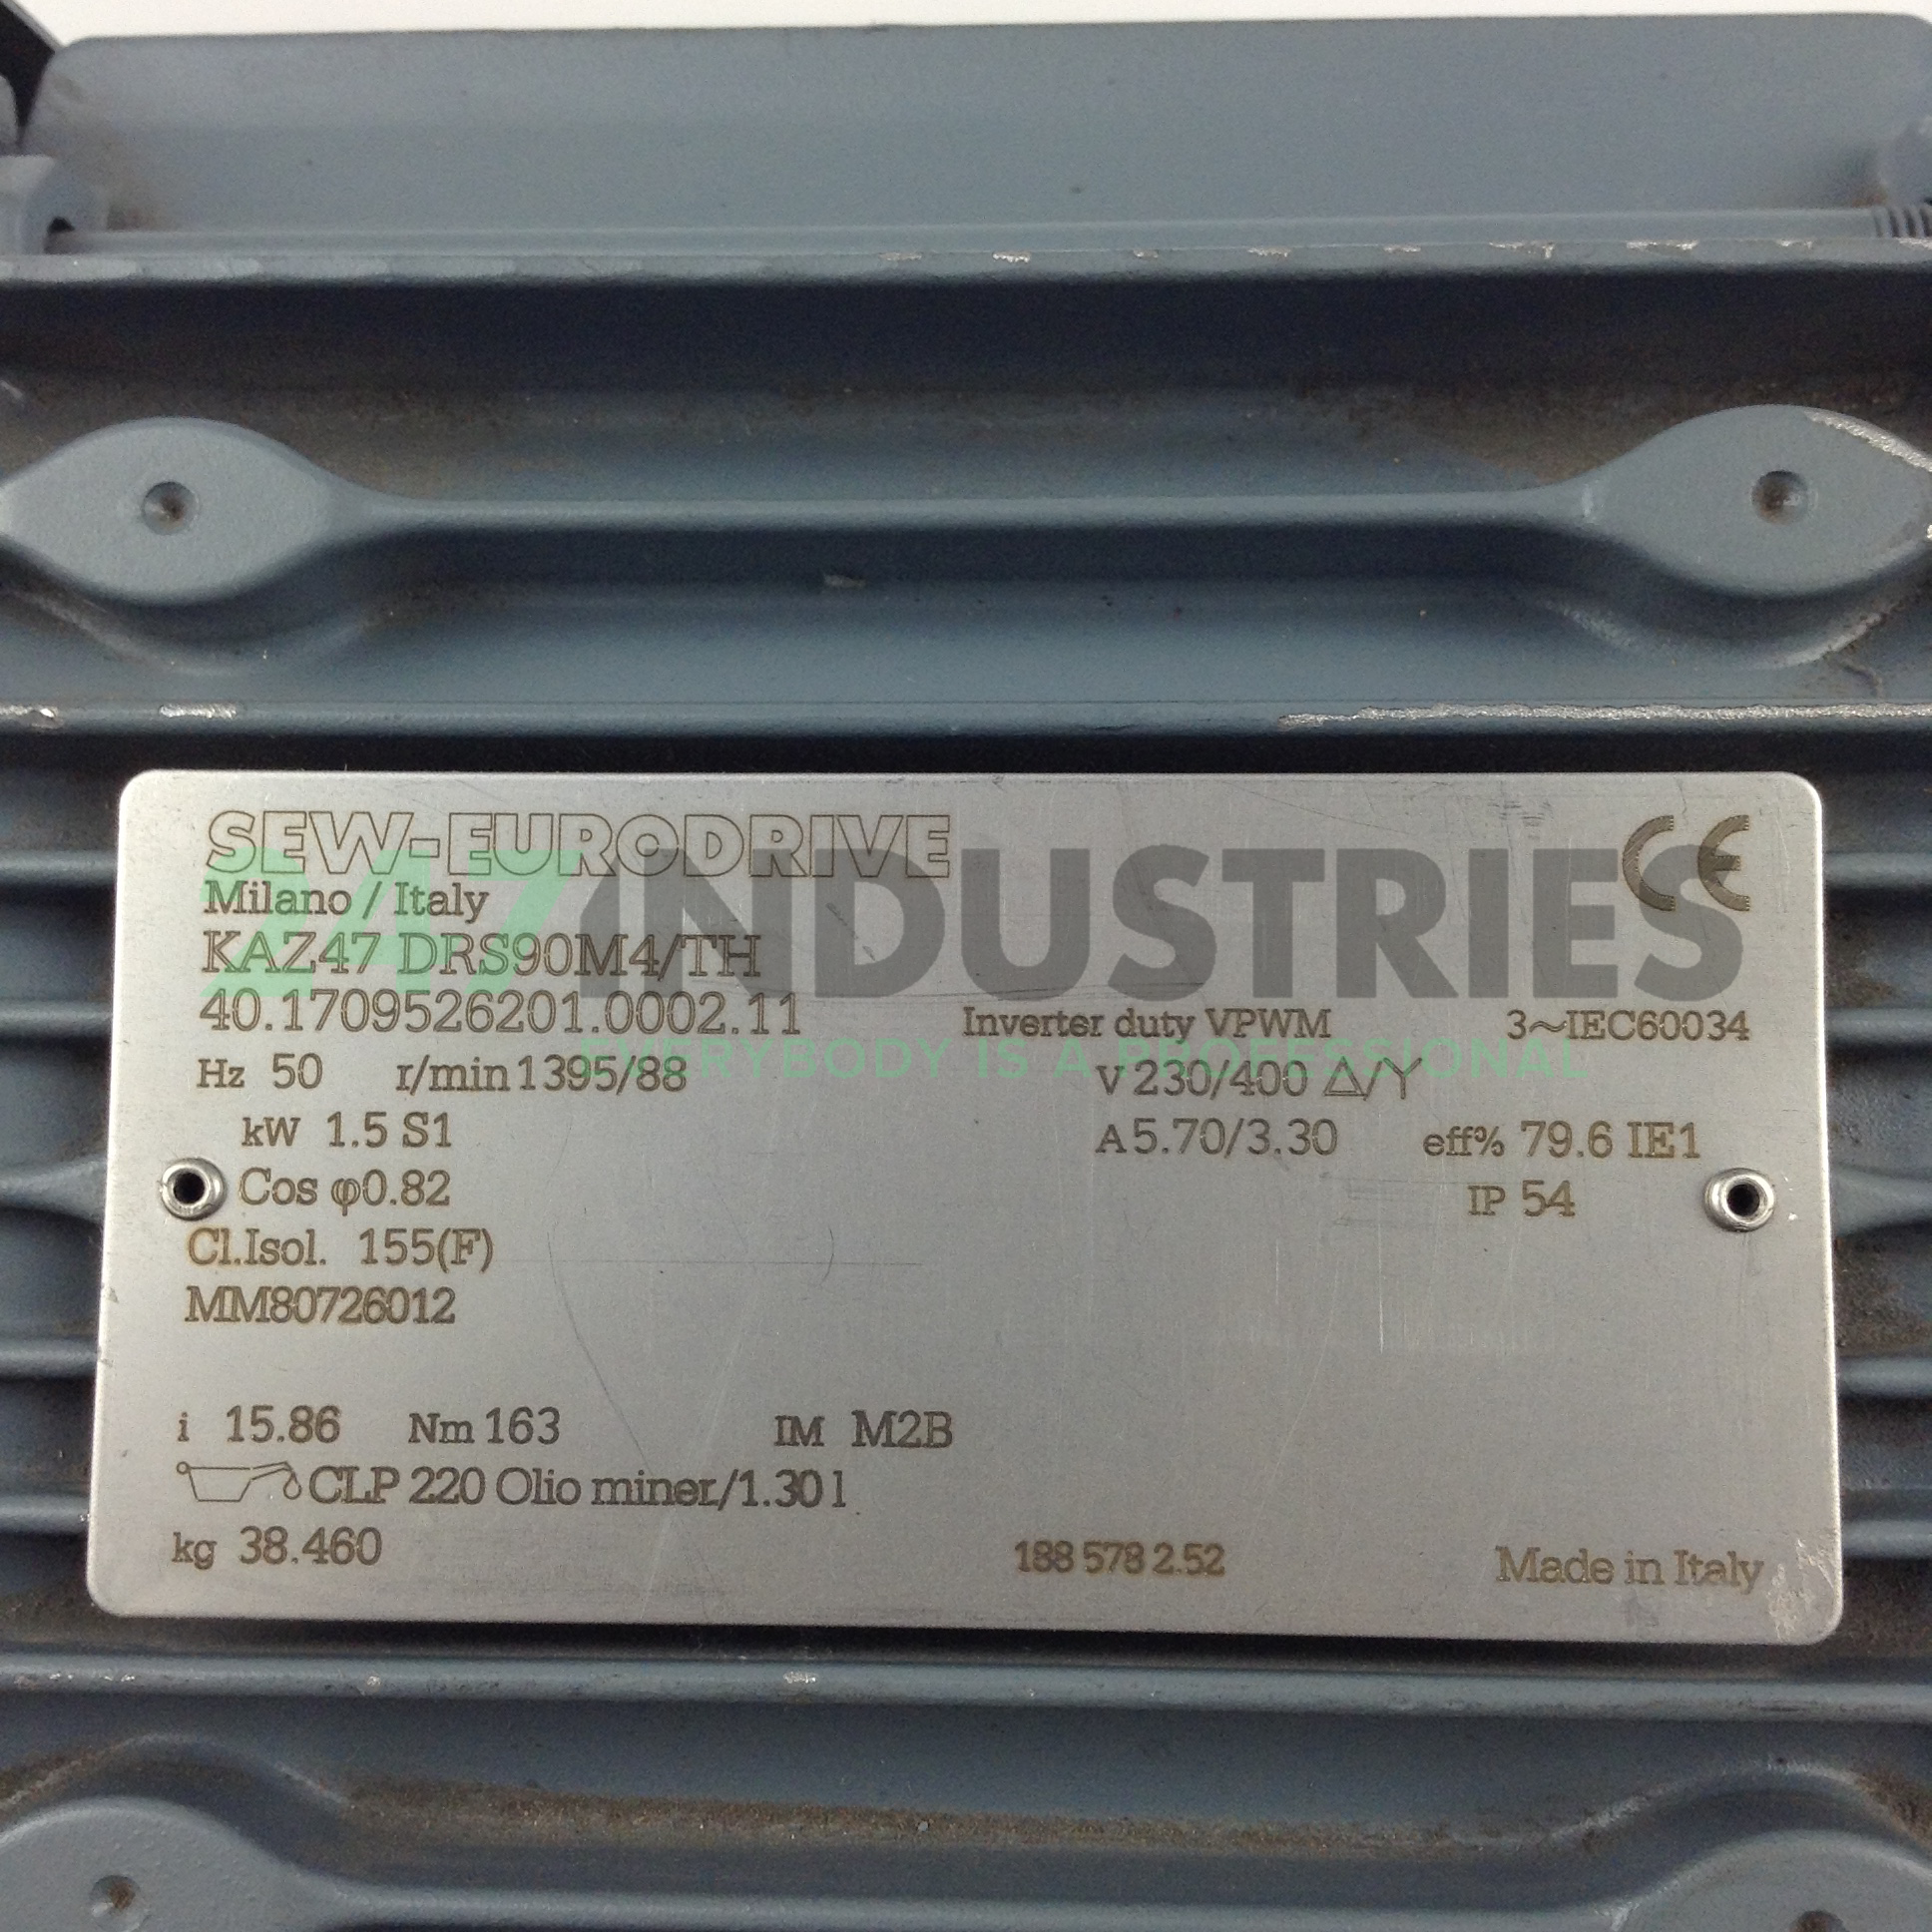 SEW-EURODRIVE
CE
247 INDUSTRIES
Milano / Italy
KAZ47 DRS90M4/TH
40.1709526201.0002.11 Inverter duty VPWM 3~IEC60034
EVERYBODY IS A PROFESSIONAL
Hz 50 r/min 1395/88 V 230/400 △/Y
kW 1.5 S1 A 5.70/3.30 eff% 79.6 IE1
Cos φ0.82 IP 54
Cl.Isol. 155(F)
MM80726012
i 15.86 Nm 163 IM M2B
CLP 220 Olio miner./1.30 l
kg 38.460 188 578 2.52 Made in Italy